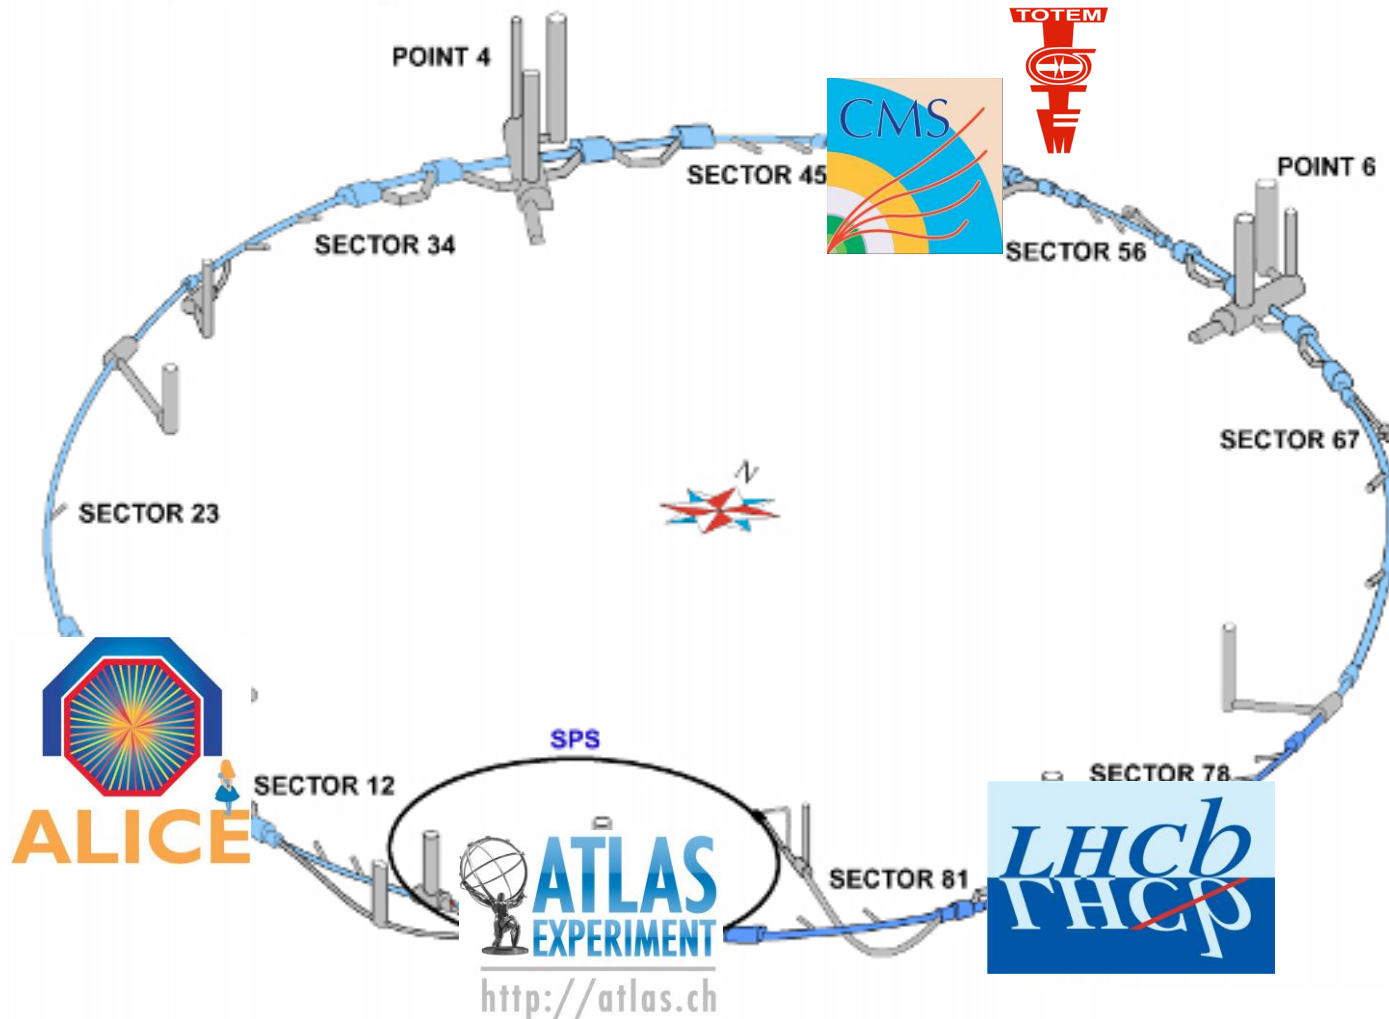 TOTEM
POINT 4
CMS
POINT 6
SECTOR 45
SECTOR 34
SECTOR 56
SECTOR 67
N
SECTOR 23
SPS
SECTOR 78
SECTOR 12
ALICE
ATLAS
EXPERIMENT
http://atlas.ch
SECTOR 81
LHCb
LHCb